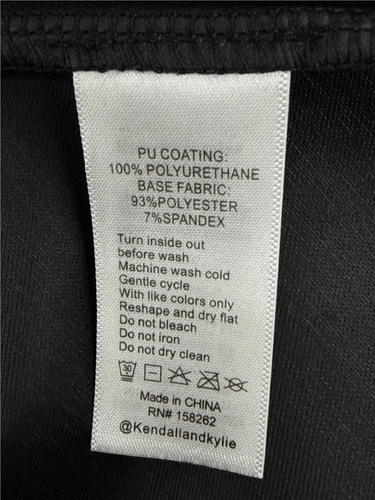 PU COATING:
100% POLYURETHANE
BASE FABRIC:
93%POLYESTER
7%SPANDEX
Turn inside out
before wash
Machine wash cold
Gentle cycle
With like colors only
Reshape and dry flat
Do not bleach
Do not iron
Do not dry clean
30
Made in CHINA
RN# 158262
@Kendallandkylie